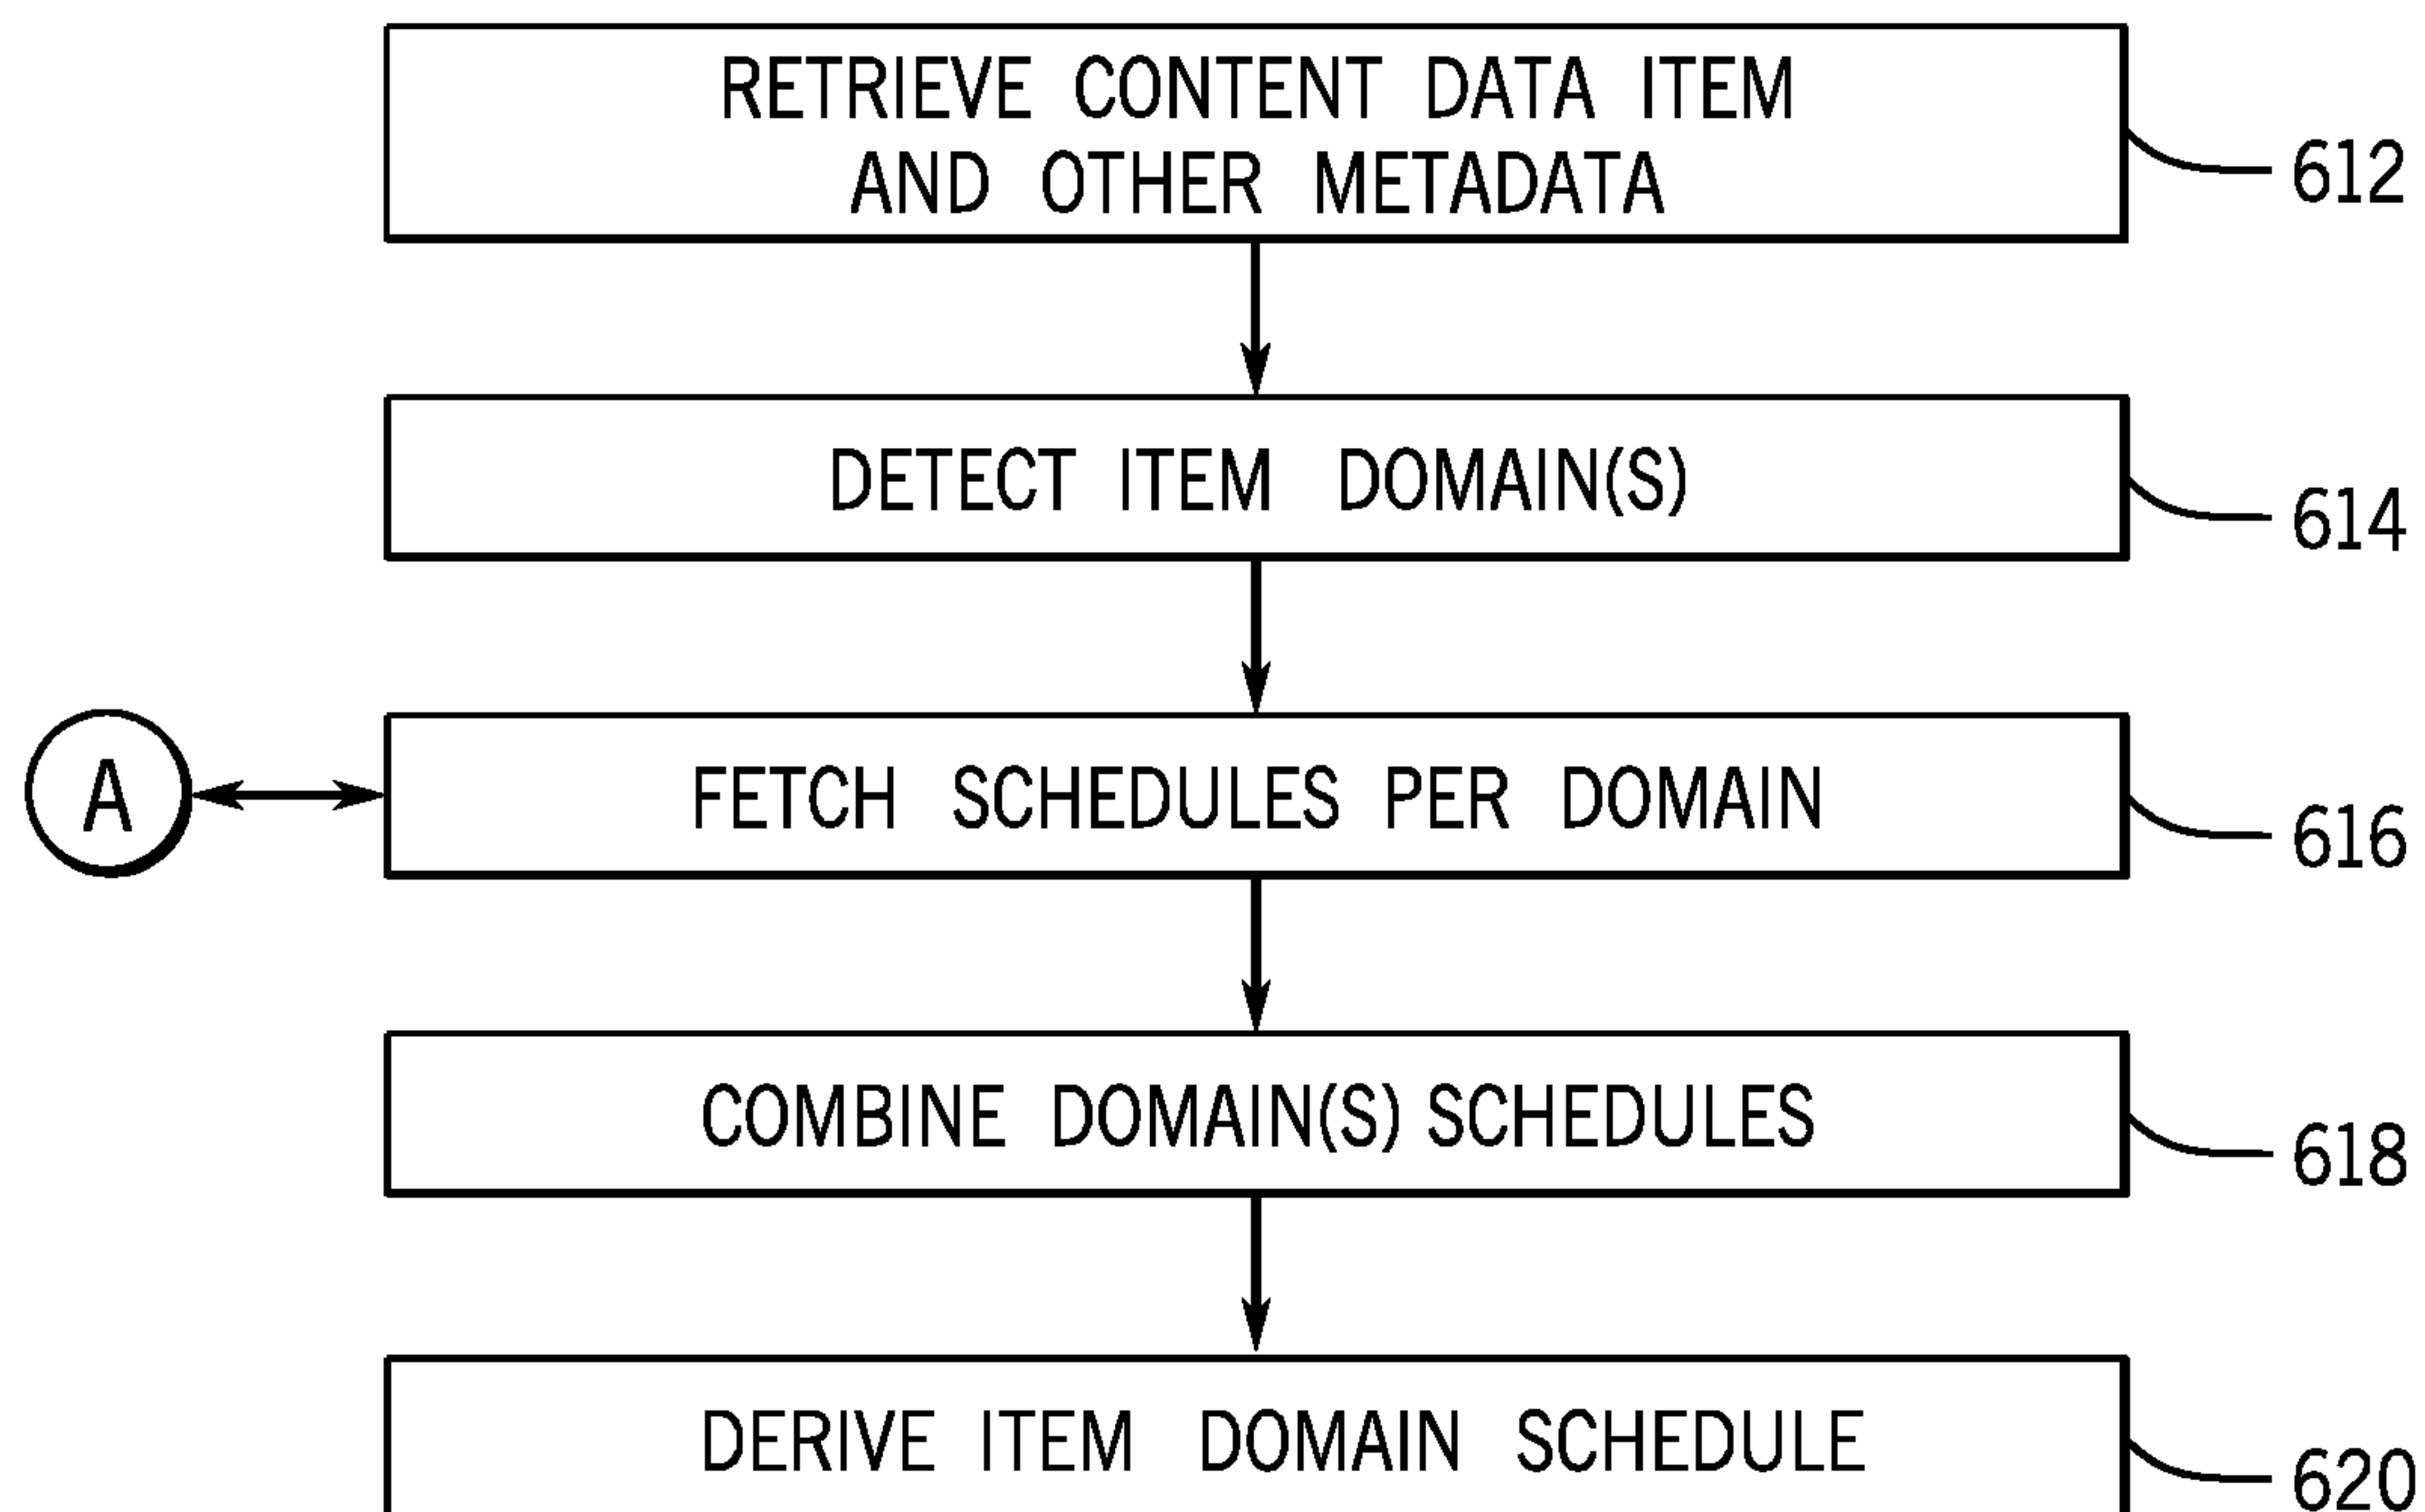 RETRIEVE CONTENT DATA ITEM
AND OTHER METADATA
612
DETECT ITEM DOMAIN(S)
614
A
FETCH SCHEDULES PER DOMAIN
616
COMBINE DOMAIN(S) SCHEDULES
618
DERIVE ITEM DOMAIN SCHEDULE
620